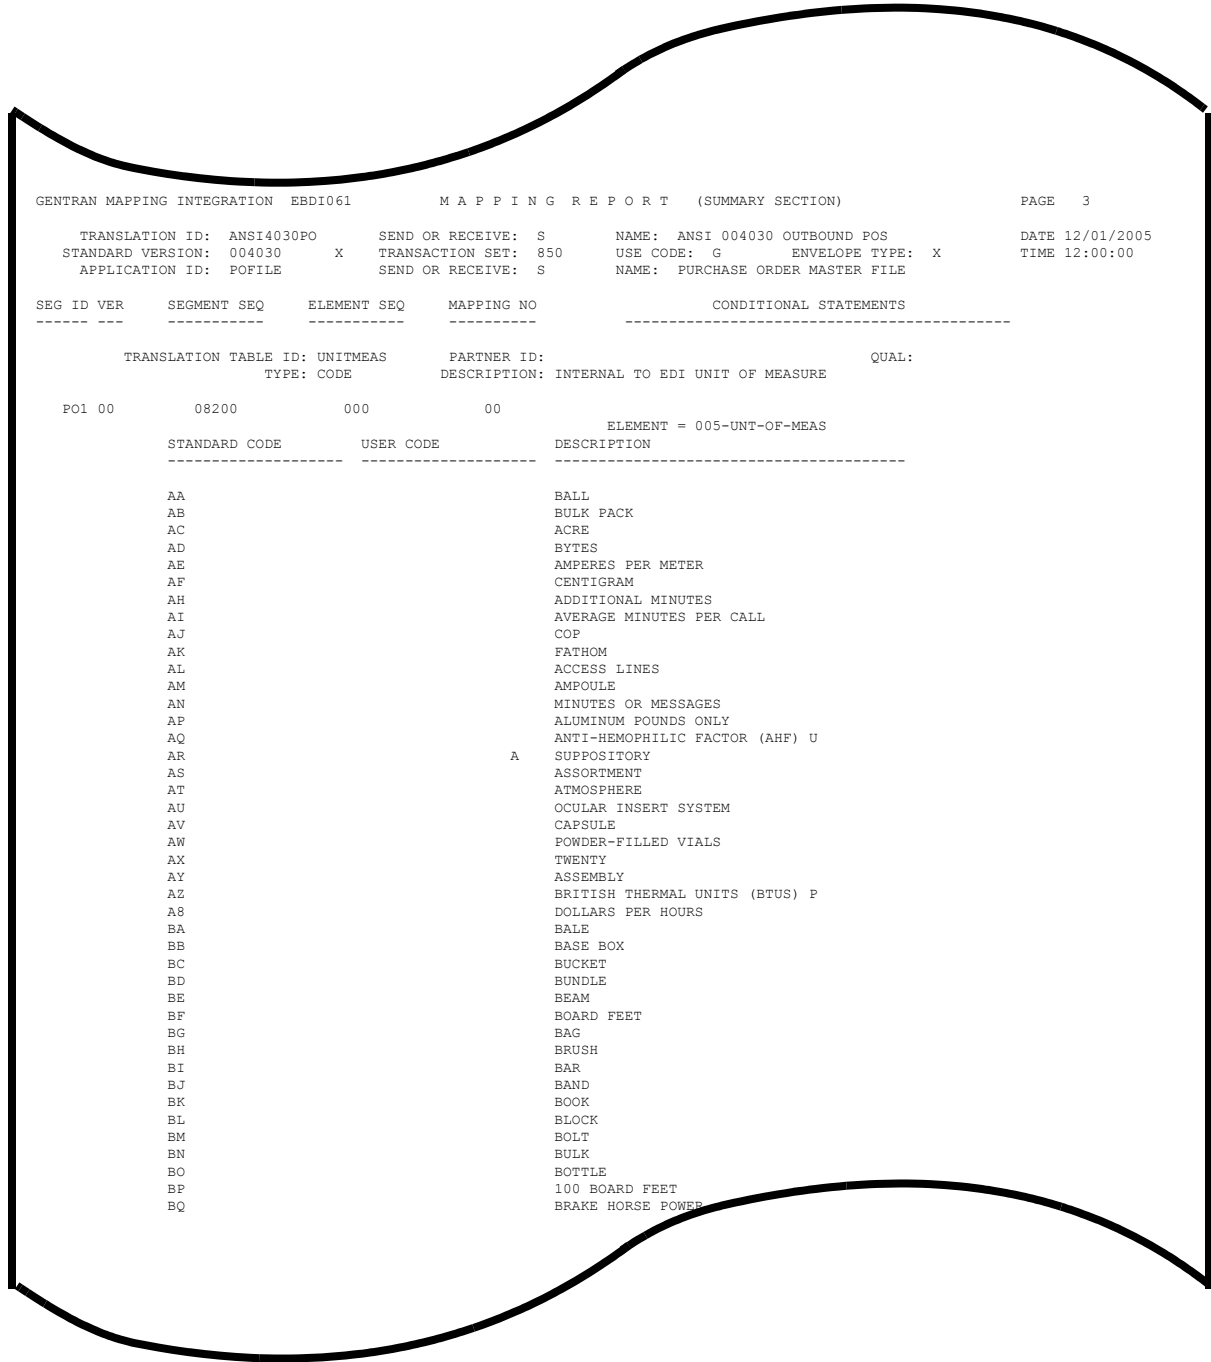 GENTRAN MAPPING INTEGRATION EBDI061 M A P P I N G R E P O R T (SUMMARY SECTION) PAGE 3
TRANSLATION ID: ANSI4030PO SEND OR RECEIVE: S NAME: ANSI 004030 OUTBOUND POS DATE 12/01/2005
STANDARD VERSION: 004030 X TRANSACTION SET: 850 USE CODE: G ENVELOPE TYPE: X TIME 12:00:00
APPLICATION ID: POFILE SEND OR RECEIVE: S NAME: PURCHASE ORDER MASTER FILE
SEG ID VER SEGMENT SEQ ELEMENT SEQ MAPPING NO CONDITIONAL STATEMENTS
------ --- ----------- ----------- ---------- --------------------------------------------
TRANSLATION TABLE ID: UNITMEAS PARTNER ID: QUAL:
TYPE: CODE DESCRIPTION: INTERNAL TO EDI UNIT OF MEASURE
PO1 00 08200 000 00
ELEMENT = 005-UNT-OF-MEAS
STANDARD CODE USER CODE DESCRIPTION
-------------------- -------------------- ----------------------------------------
AA BALL
AB BULK PACK
AC ACRE
AD BYTES
AE AMPERES PER METER
AF CENTIGRAM
AH ADDITIONAL MINUTES
AI AVERAGE MINUTES PER CALL
AJ COP
AK FATHOM
AL ACCESS LINES
AM AMPOULE
AN MINUTES OR MESSAGES
AP ALUMINUM POUNDS ONLY
AQ ANTI-HEMOPHILIC FACTOR (AHF) U
AR A SUPPOSITORY
AS ASSORTMENT
AT ATMOSPHERE
AU OCULAR INSERT SYSTEM
AV CAPSULE
AW POWDER-FILLED VIALS
AX TWENTY
AY ASSEMBLY
AZ BRITISH THERMAL UNITS (BTUS) P
A8 DOLLARS PER HOURS
BA BALE
BB BASE BOX
BC BUCKET
BD BUNDLE
BE BEAM
BF BOARD FEET
BG BAG
BH BRUSH
BI BAR
BJ BAND
BK BOOK
BL BLOCK
BM BOLT
BN BULK
BO BOTTLE
BP 100 BOARD FEET
BQ BRAKE HORSE POWER